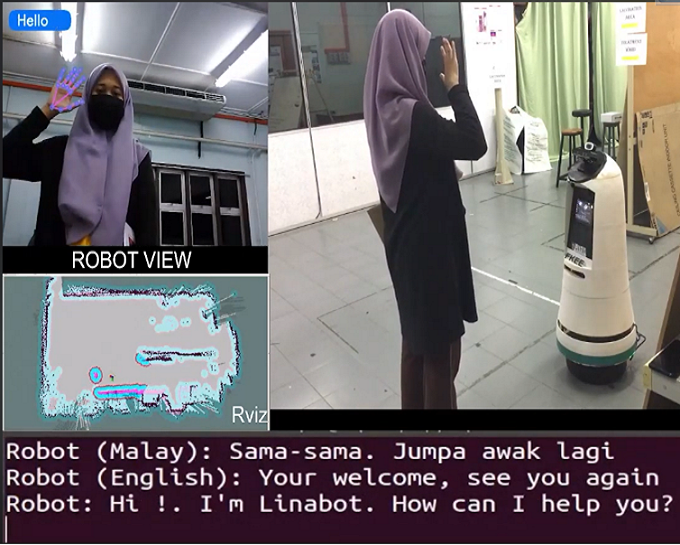 Hello
ROBOT VIEW
Rviz
Robot (Malay): Sama-sama. Jumpa awak lagi
Robot (English): Your welcome, see you again
Robot: Hi !. I'm Linabot. How can I help you?